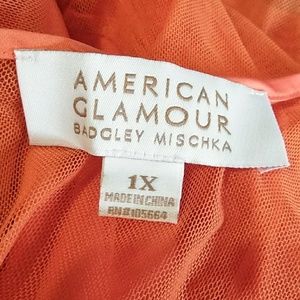 AMERICAN
GLAMOUR
BADGLEY MISCHKA
1X
MADE IN CHINA
RN#105664